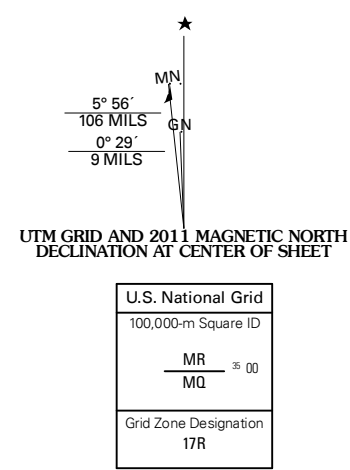 ★
M.N.
5° 56´
106 MILS
GN
0° 29´
9 MILS
UTM GRID AND 2011 MAGNETIC NORTH
DECLINATION AT CENTER OF SHEET
U.S. National Grid
100,000-m Square ID
MR
35 00
MQ
Grid Zone Designation
17R